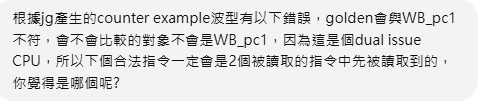 根據jg產生的counter example波型有以下錯誤，golden會與WB_pc1
不符，會不會比較的對象不會是WB_pc1，因為這是個dual issue
CPU，所以下個合法指令一定會是2個被讀取的指令中先被讀取到的，
你覺得是哪個呢?